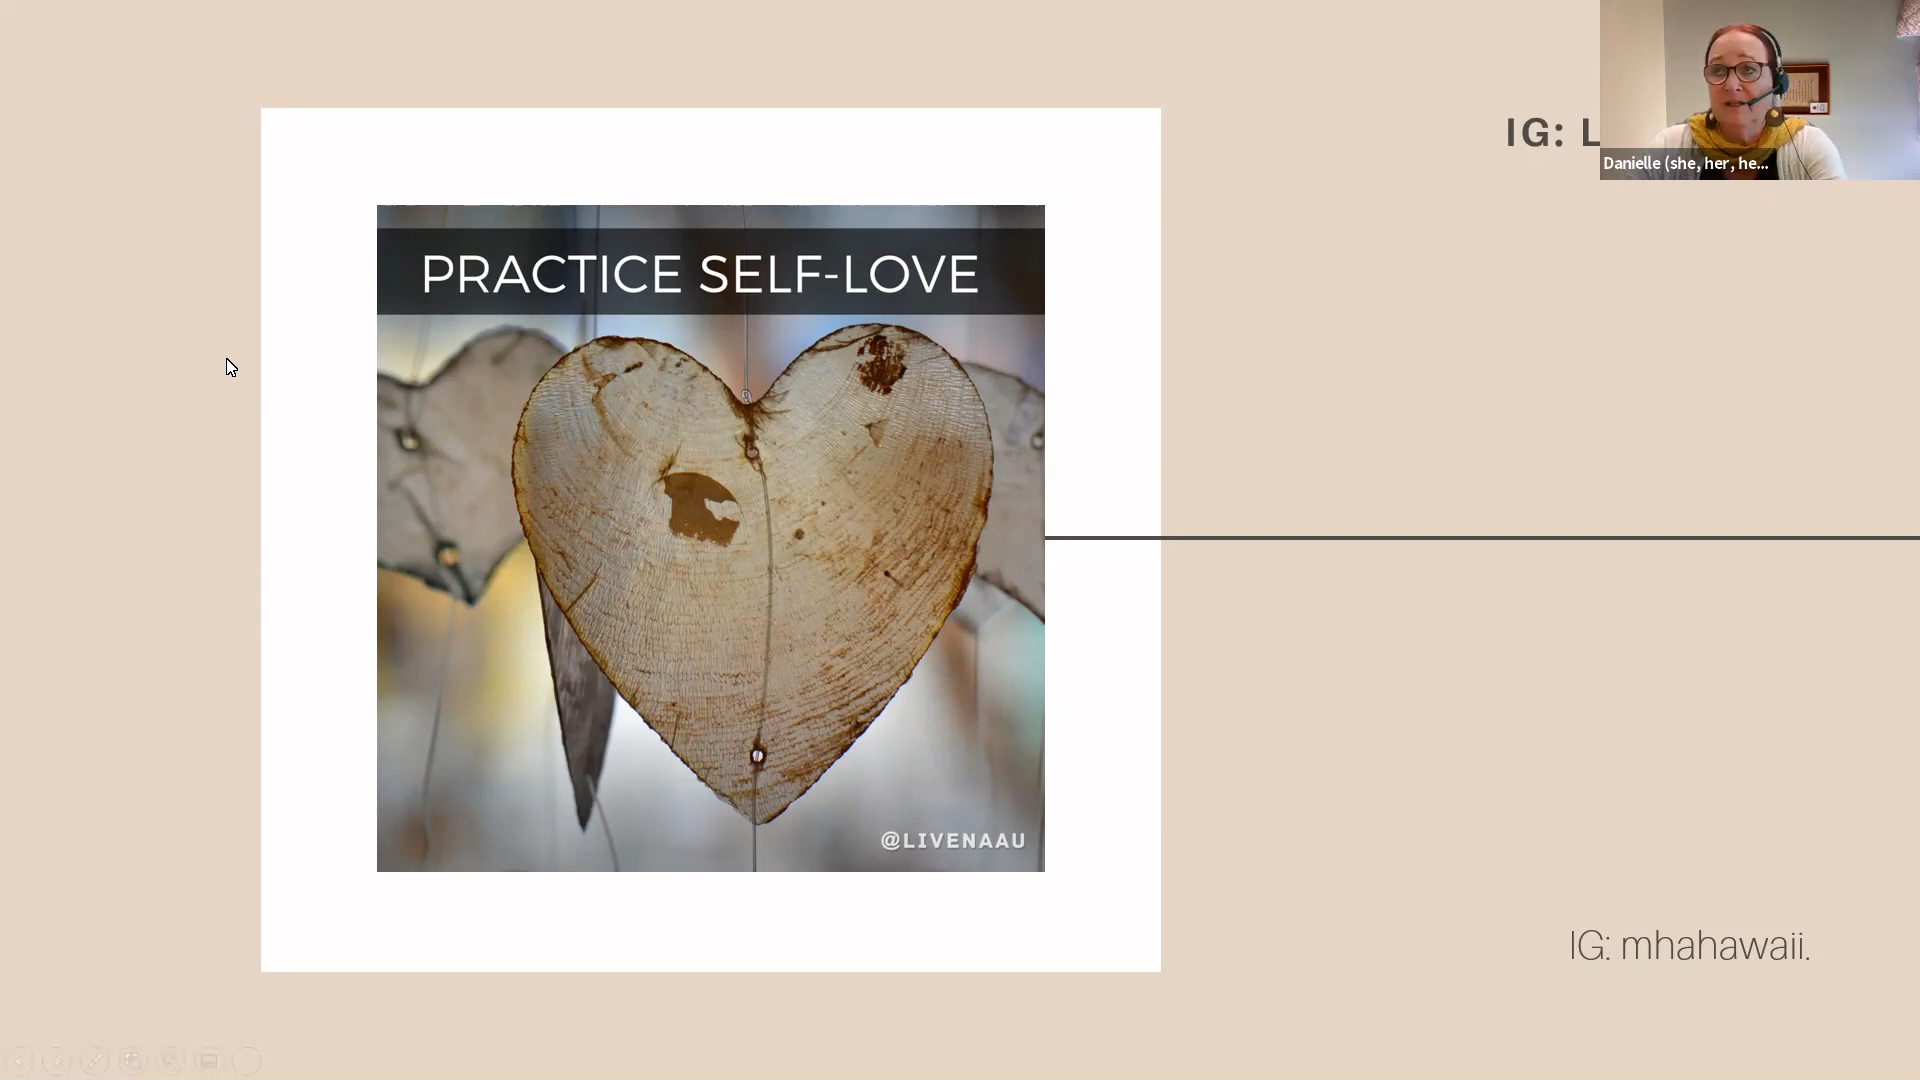 IG: L
Danielle (she, her, he...
PRACTICE SELF-LOVE
@LIVENAAU
IG: mhahawaii.